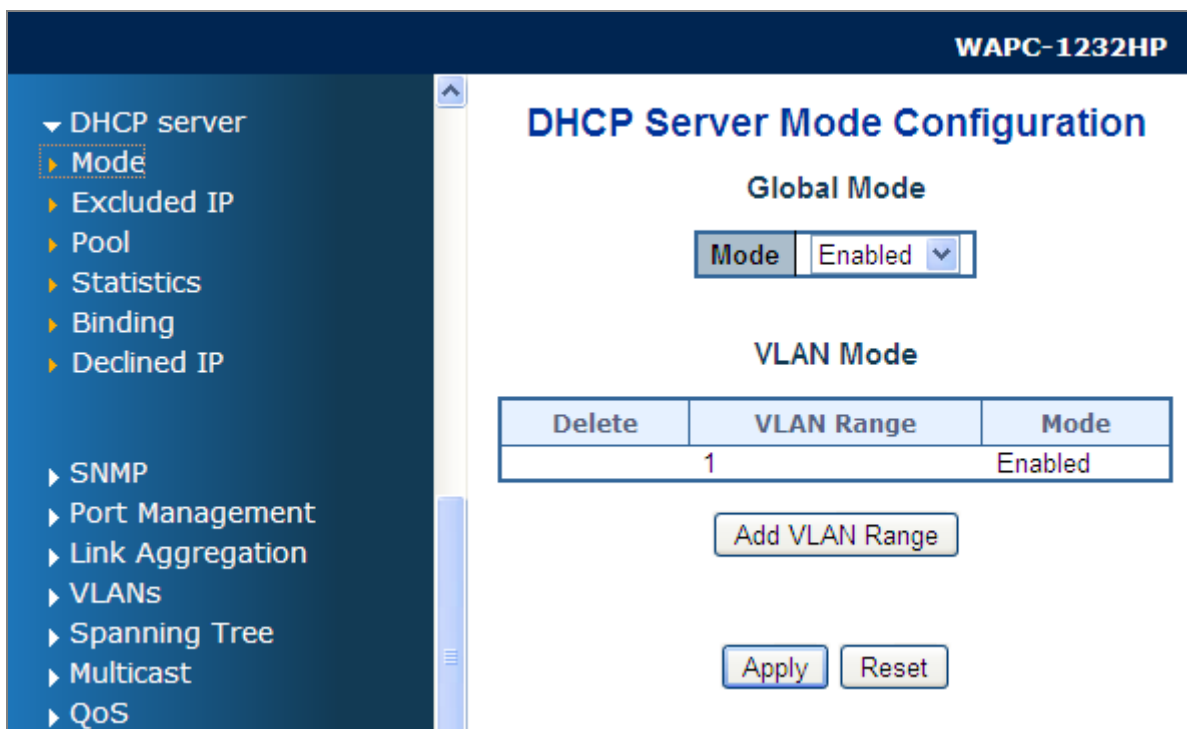 WAPC-1232HP
DHCP server
Mode
Excluded IP
Pool
Statistics
Binding
Declined IP
SNMP
Port Management
Link Aggregation
VLANs
Spanning Tree
Multicast
QoS
DHCP Server Mode Configuration
Global Mode
Mode Enabled
VLAN Mode
Delete VLAN Range Mode
1 Enabled
Add VLAN Range
Apply Reset